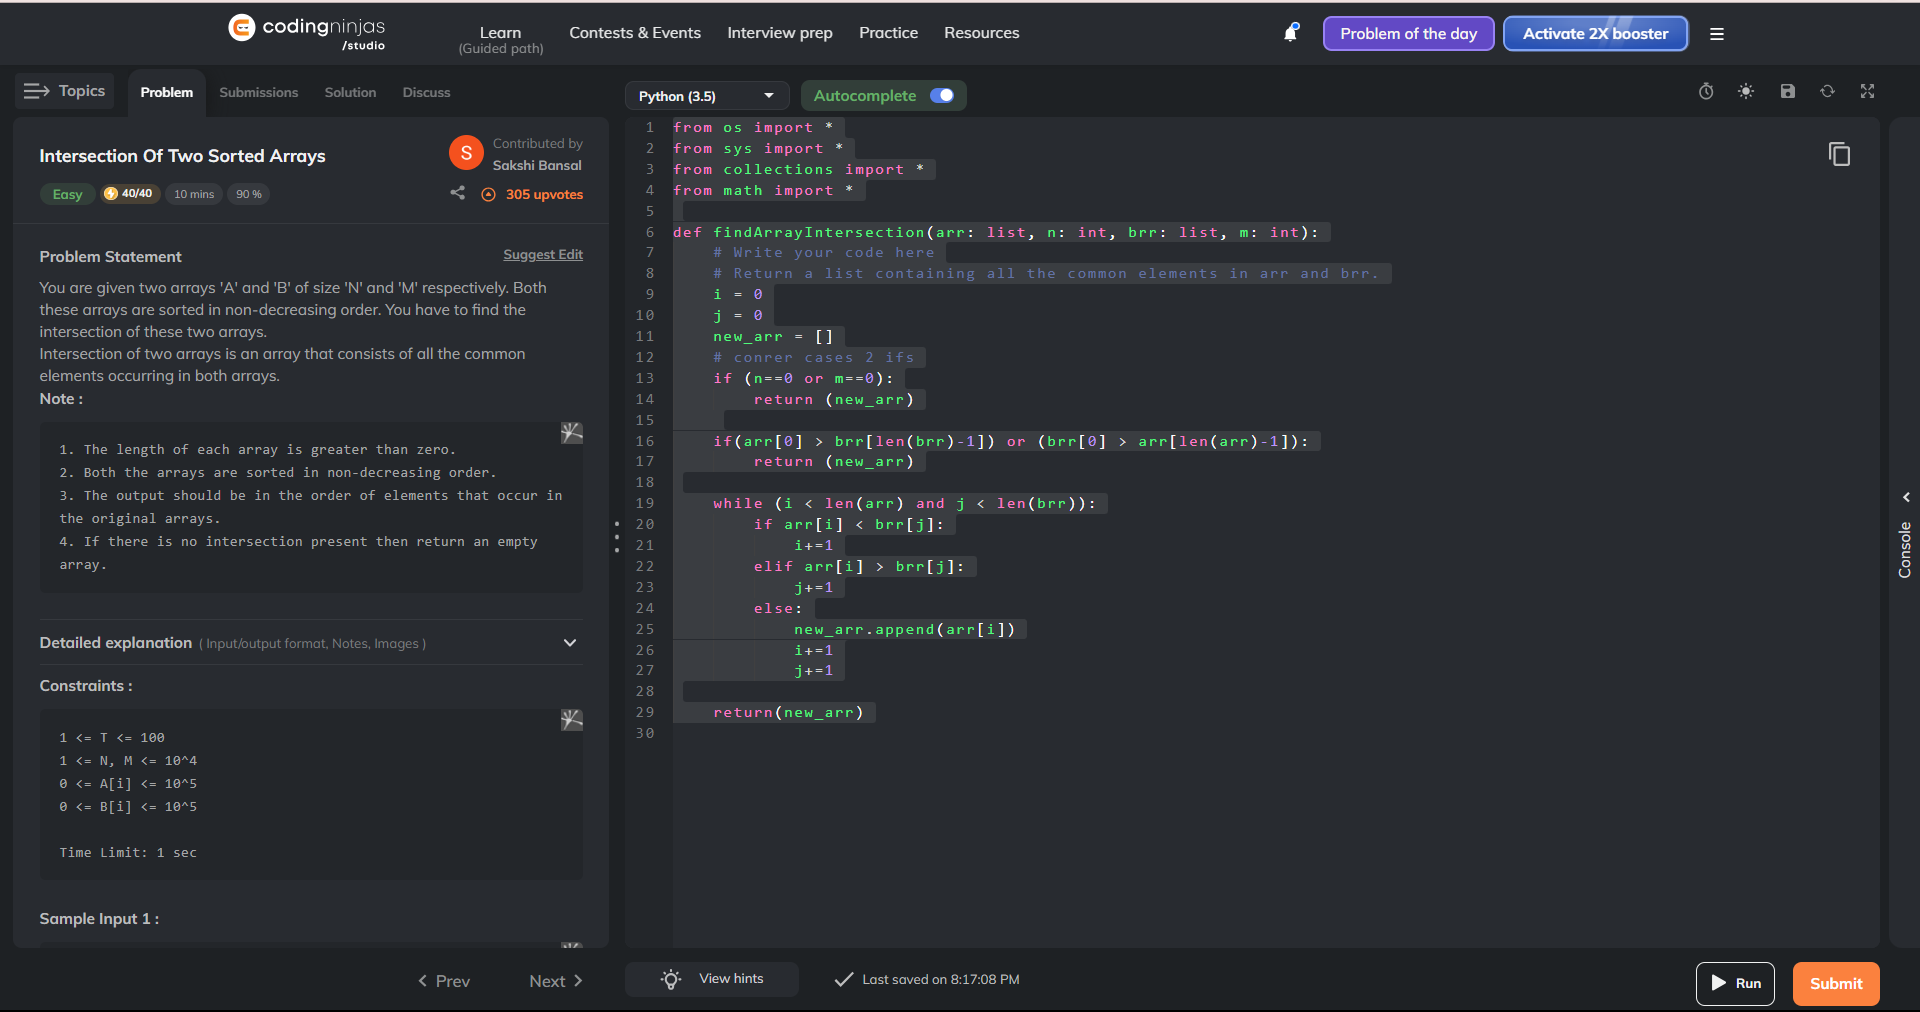 codingninjas
/studio
Learn
(Guided path)
Contests & Events
Interview prep
Practice
Resources
Problem of the day
Activate 2X booster
Topics
Problem
Submissions
Solution
Discuss
Python (3.5)
Autocomplete
Intersection Of Two Sorted Arrays
S
Contributed by
Sakshi Bansal
Easy
40/40
10 mins
90 %
305 upvotes
Problem Statement
Suggest Edit
You are given two arrays 'A' and 'B' of size 'N' and 'M' respectively. Both
these arrays are sorted in non-decreasing order. You have to find the
intersection of these two arrays.
Intersection of two arrays is an array that consists of all the common
elements occurring in both arrays.
Note :
1. The length of each array is greater than zero.
2. Both the arrays are sorted in non-decreasing order.
3. The output should be in the order of elements that occur in
the original arrays.
4. If there is no intersection present then return an empty
array.
Detailed explanation ( Input/output format, Notes, Images )
Constraints :
1 <= T <= 100
1 <= N, M <= 10^4
0 <= A[i] <= 10^5
0 <= B[i] <= 10^5
Time Limit: 1 sec
Sample Input 1 :
Prev
Next
1 from os import *
2 from sys import *
3 from collections import *
4 from math import *
5
6 def findArrayIntersection(arr: list, n: int, brr: list, m: int):
7     # Write your code here
8     # Return a list containing all the common elements in arr and brr.
9     i = 0
10     j = 0
11     new_arr = []
12     # conrer cases 2 ifs
13     if (n==0 or m==0):
14         return (new_arr)
15
16     if(arr[0] > brr[len(brr)-1]) or (brr[0] > arr[len(arr)-1]):
17         return (new_arr)
18
19     while (i < len(arr) and j < len(brr)):
20         if arr[i] < brr[j]:
21             i+=1
22         elif arr[i] > brr[j]:
23             j+=1
24         else:
25             new_arr.append(arr[i])
26             i+=1
27             j+=1
28
29     return(new_arr)
30
Console
View hints
Last saved on 8:17:08 PM
Run
Submit